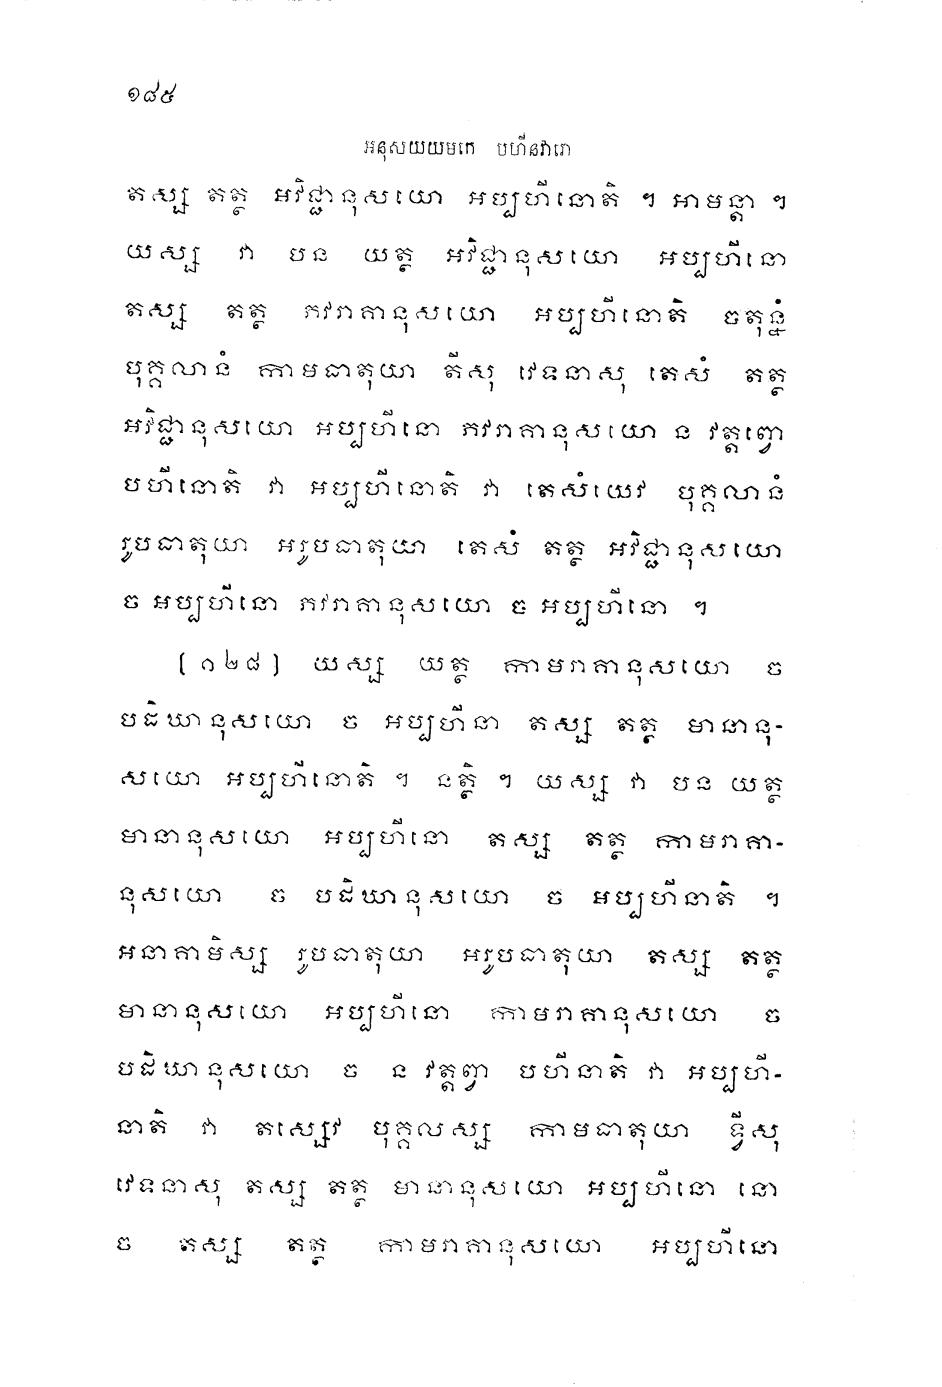 ១៨៥
អនុសយយមកេ បហីនវារោ
តស្ស តត្ថ អវិជ្ជានុសយោ អប្បហីនោតិ ។ អាមន្តា ។
យស្ស វា បន យត្ថ អវិជ្ជានុសយោ អប្បហីនោ
តស្ស តត្ថ ភវរាគានុសយោ អប្បហីនោតិ ចតុន្នំ
បុគ្គលានំ កាមធាតុយា តីសុ វេទនាសុ តេសំ តត្ថ
អវិជ្ជានុសយោ អប្បហីនោ ភវរាគានុសយោ ន វត្តព្វោ
បហីនោតិ វា អប្បហីនោតិ វា តេសំយេវ បុគ្គលានំ
រូបធាតុយា អរូបធាតុយា តេសំ តត្ថ អវិជ្ជានុសយោ
ច អប្បហីនោ ភវរាគានុសយោ ច អប្បហីនោ ។
[១២៨] យស្ស យត្ថ កាមរាគានុសយោ ច
បដិឃានុសយោ ច អប្បហីនា តស្ស តត្ថ មានានុ-
សយោ អប្បហីនោតិ ។ នត្ថិ ។ យស្ស វា បន យត្ថ
មានានុសយោ អប្បហីនោ តស្ស តត្ថ កាមរាគា-
នុសយោ ច បដិឃានុសយោ ច អប្បហីនាតិ ។
អនាគាមិស្ស រូបធាតុយា អរូបធាតុយា តស្ស តត្ថ
មានានុសយោ អប្បហីនោ កាមរាគានុសយោ ច
បដិឃានុសយោ ច ន វត្តព្វា បហីនាតិ វា អប្បហី-
នាតិ វា តស្សេវ បុគ្គលស្ស កាមធាតុយា ទ្វីសុ
វេទនាសុ តស្ស តត្ថ មានានុសយោ អប្បហីនោ នោ
ច តស្ស តត្ថ កាមរាគានុសយោ អប្បហីនោ